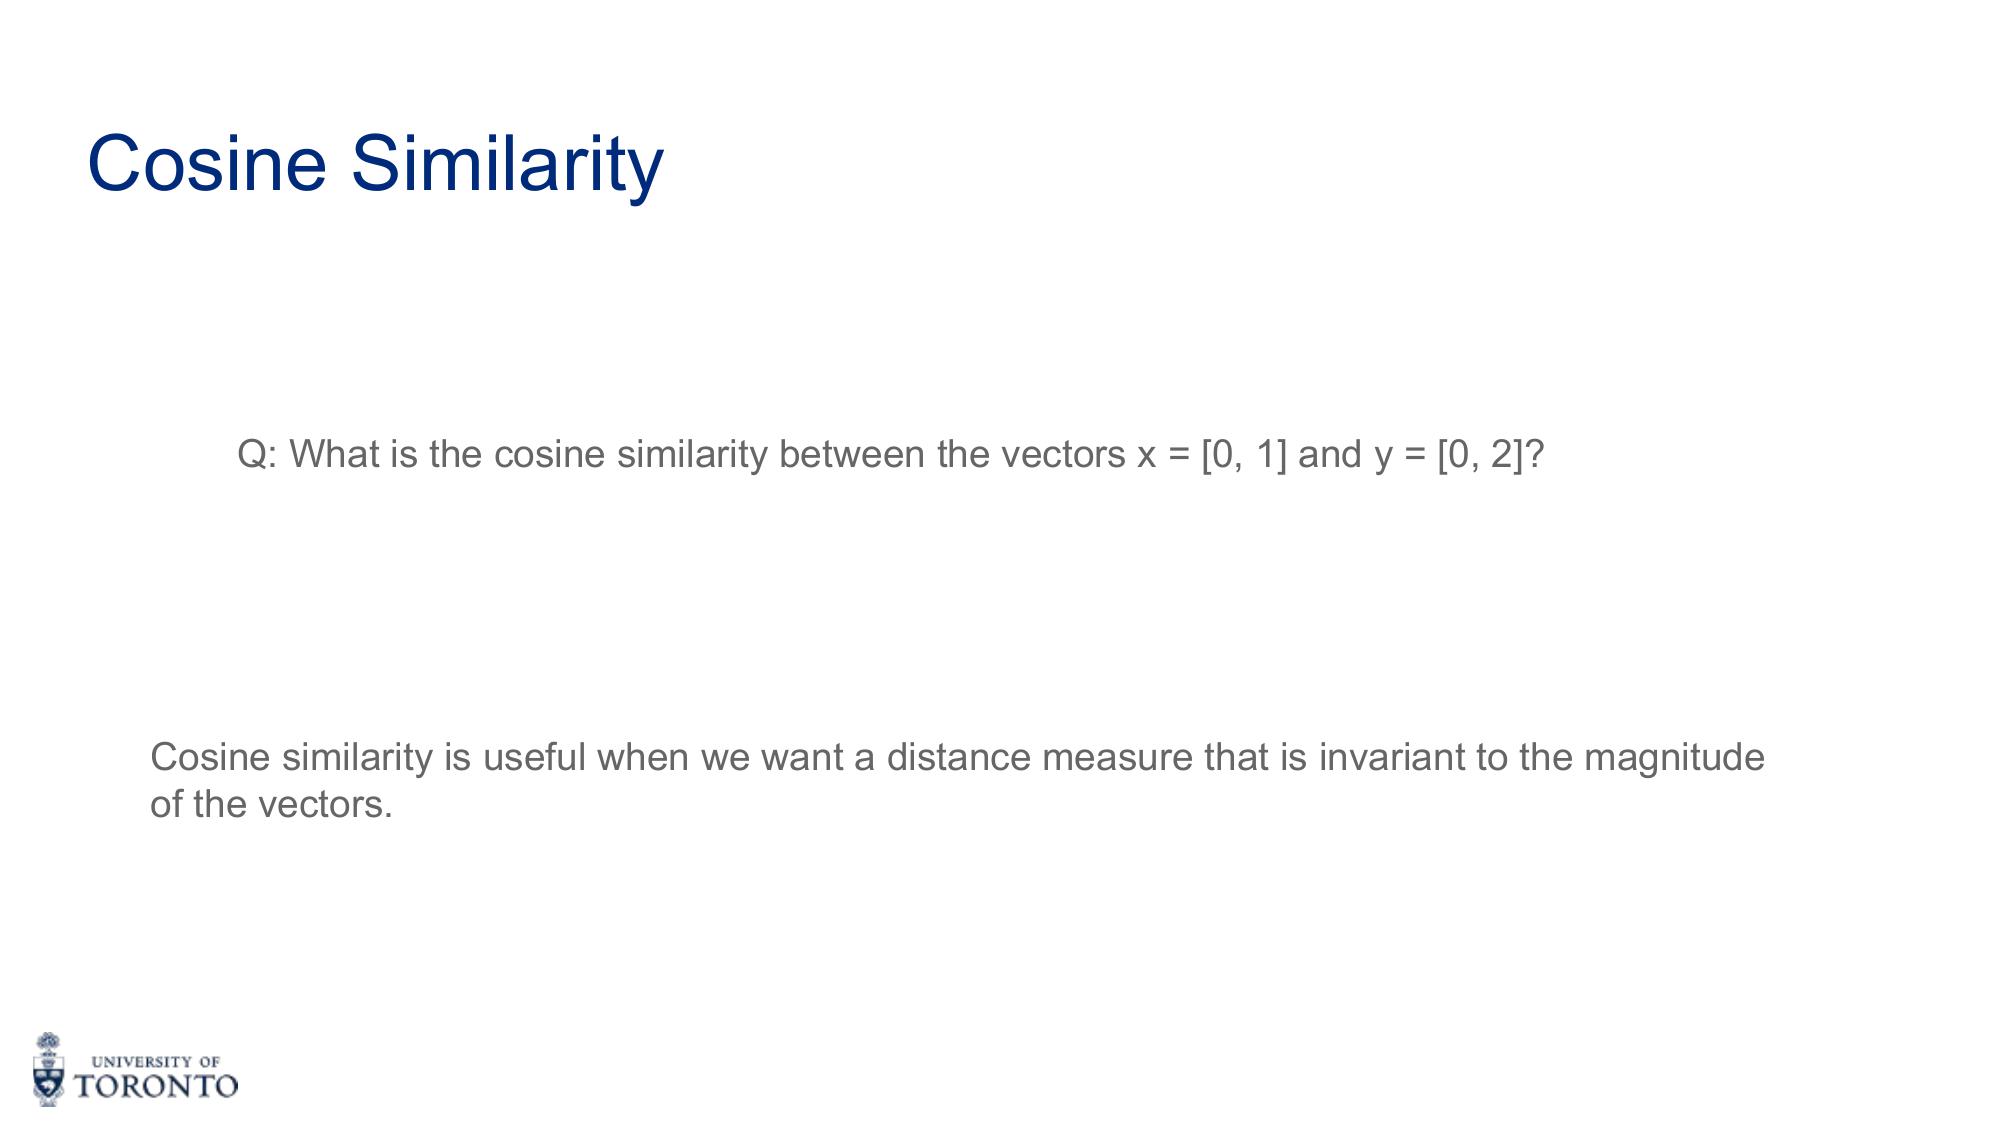 Cosine Similarity
Q: What is the cosine similarity between the vectors x = [0, 1] and y = [0, 2]?
Cosine similarity is useful when we want a distance measure that is invariant to the magnitude
of the vectors.
UNIVERSITY OF
TORONTO